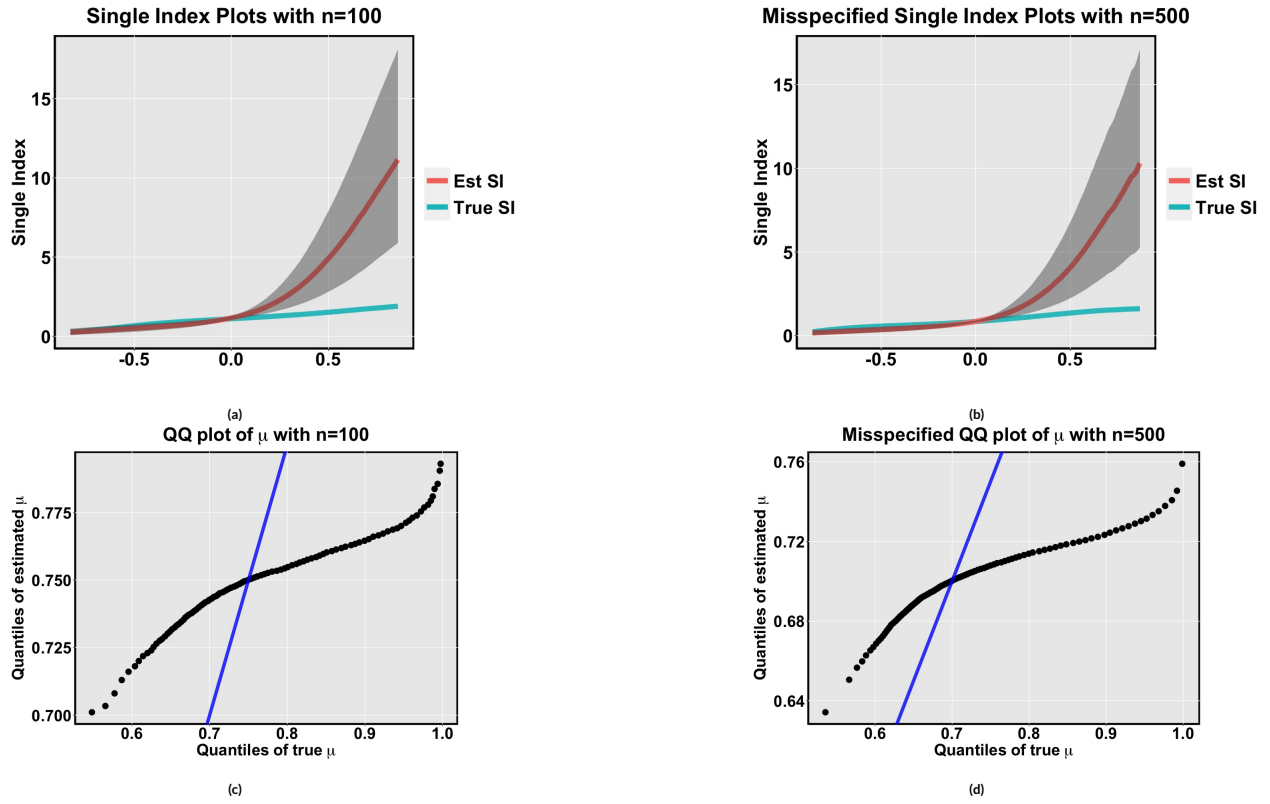 Single Index Plots with n=100
Single Index
15
10
5
0
-0.5
0.0
0.5
Est SI
True SI
(a)
Misspecified Single Index Plots with n=500
Single Index
15
10
5
0
-0.5
0.0
0.5
Est SI
True SI
(b)
QQ plot of μ with n=100
Quantiles of estimated μ
0.775
0.750
0.725
0.700
0.6
0.7
0.8
0.9
1.0
Quantiles of true μ
(c)
Misspecified QQ plot of μ with n=500
Quantiles of estimated μ
0.76
0.72
0.68
0.64
0.6
0.7
0.8
0.9
1.0
Quantiles of true μ
(d)